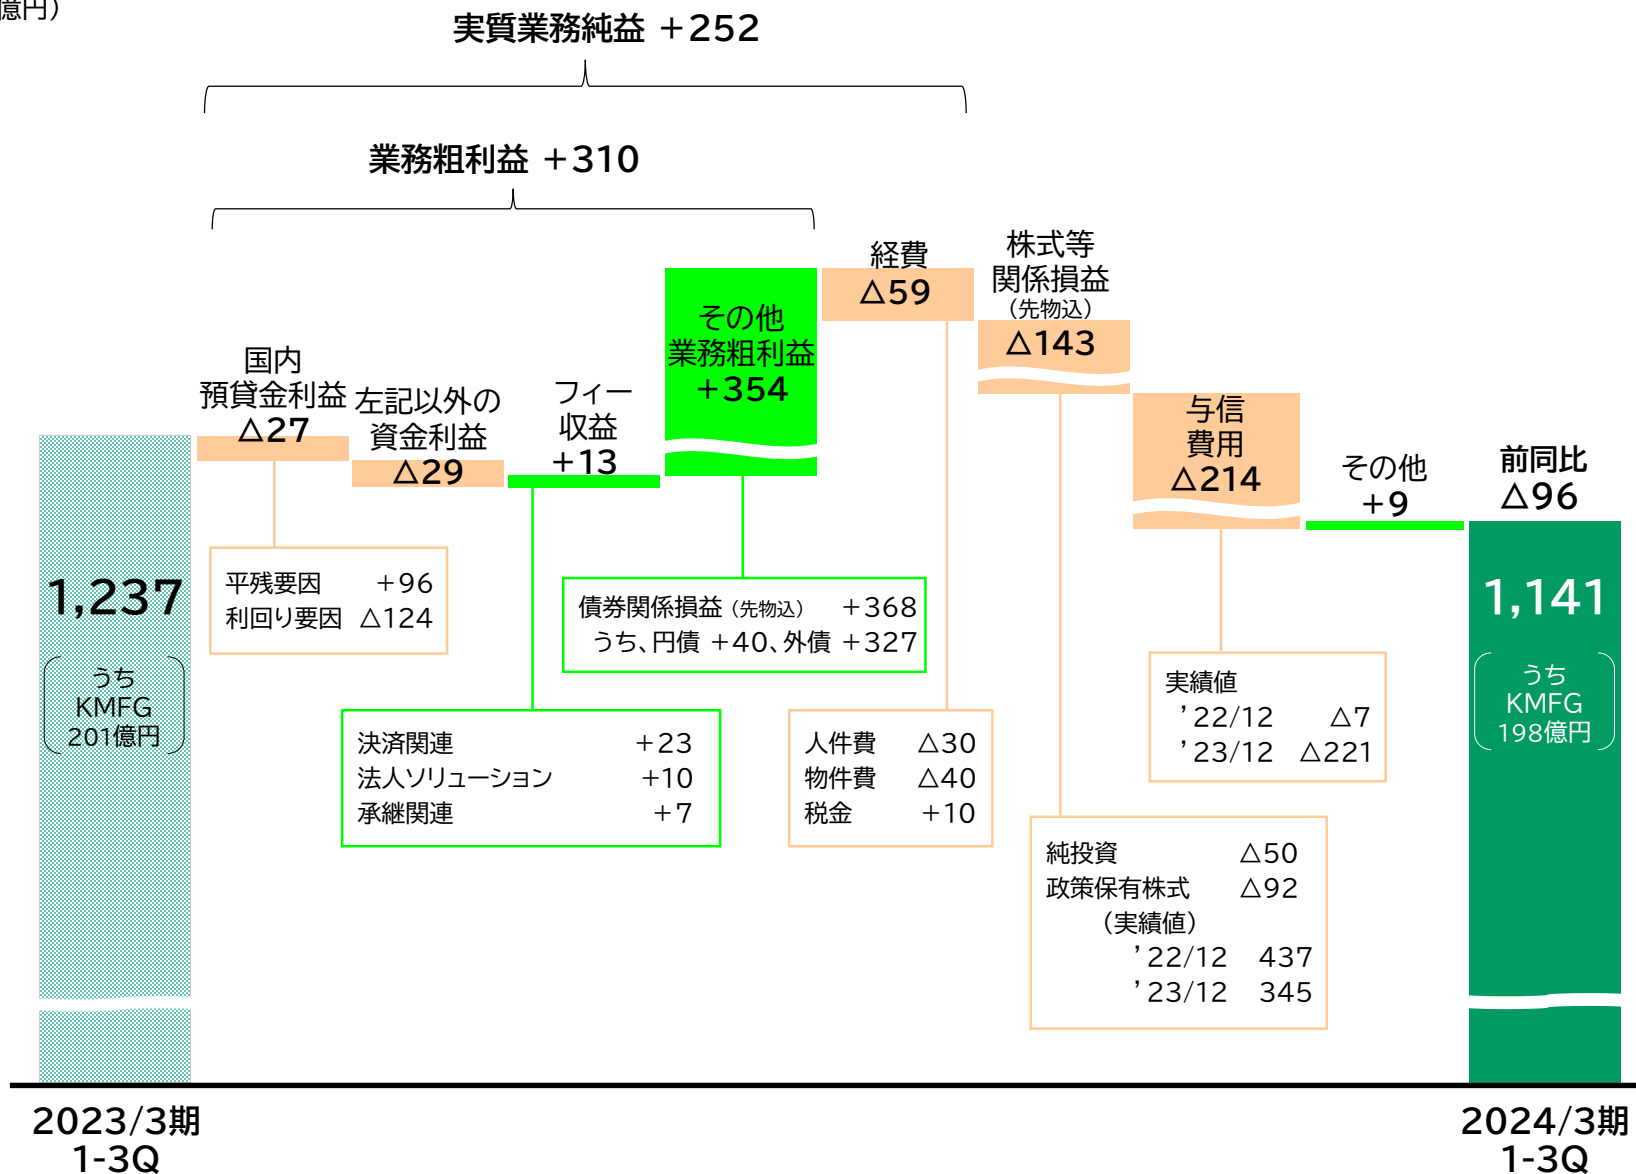 億円）
実質業務純益 +252
業務粗利益 +310
国内
預貸金利益
△27
左記以外の
資金利益
△29
フィー
収益
+13
その他
業務粗利益
+354
経費
△59
株式等
関係損益
（先物込）
△143
与信
費用
△214
その他
+9
前同比
△96
1,237
うち
KMFG
201億円
平残要因 +96
利回り要因 △124
債券関係損益（先物込） +368
うち、円債 +40、外債 +327
決済関連 +23
法人ソリューション +10
承継関連 +7
人件費 △30
物件費 △40
税金 +10
実績値
’22/12 △7
’23/12 △221
純投資 △50
政策保有株式 △92
（実績値）
’22/12 437
’23/12 345
1,141
うち
KMFG
198億円
2023/3期
1-3Q
2024/3期
1-3Q